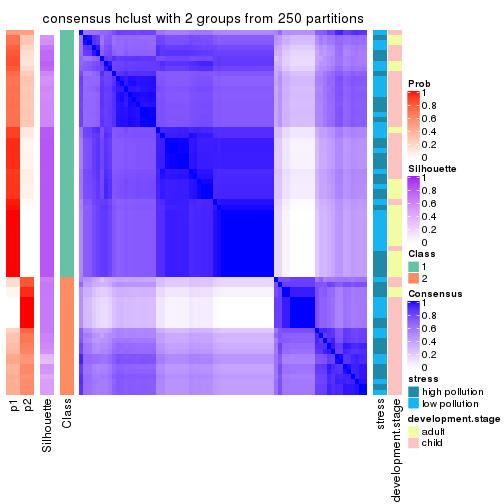 consensus hclust with 2 groups from 250 partitions
Prob
1
0.8
0.6
0.4
0.2
0
Silhouette
1
0.8
0.6
0.4
0.2
0
Class
1
2
Consensus
1
0.8
0.6
0.4
0.2
0
stress
high pollution
low pollution
development.stage
adult
child
p1
p2
Silhouette
Class
stress
development.stage